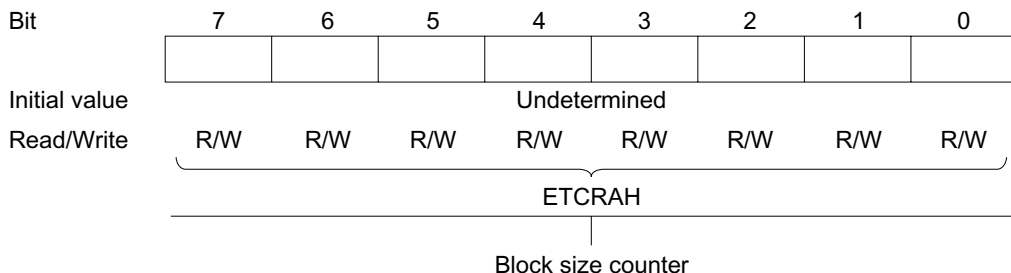 Bit 7 6 5 4 3 2 1 0
Initial value Undetermined
Read/Write R/W R/W R/W R/W R/W R/W R/W R/W
ETCRAH
Block size counter